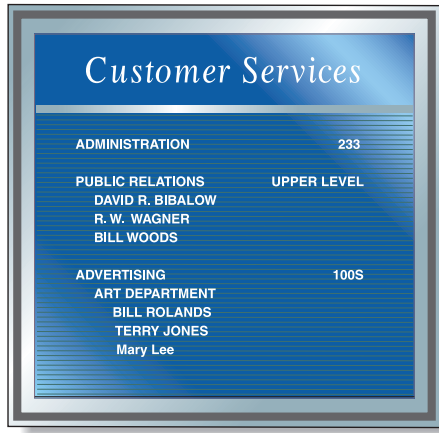 Customer Services
ADMINISTRATION 233
PUBLIC RELATIONS UPPER LEVEL
DAVID R. BIBALOW
R. W. WAGNER
BILL WOODS
ADVERTISING 100S
ART DEPARTMENT
BILL ROLANDS
TERRY JONES
Mary Lee